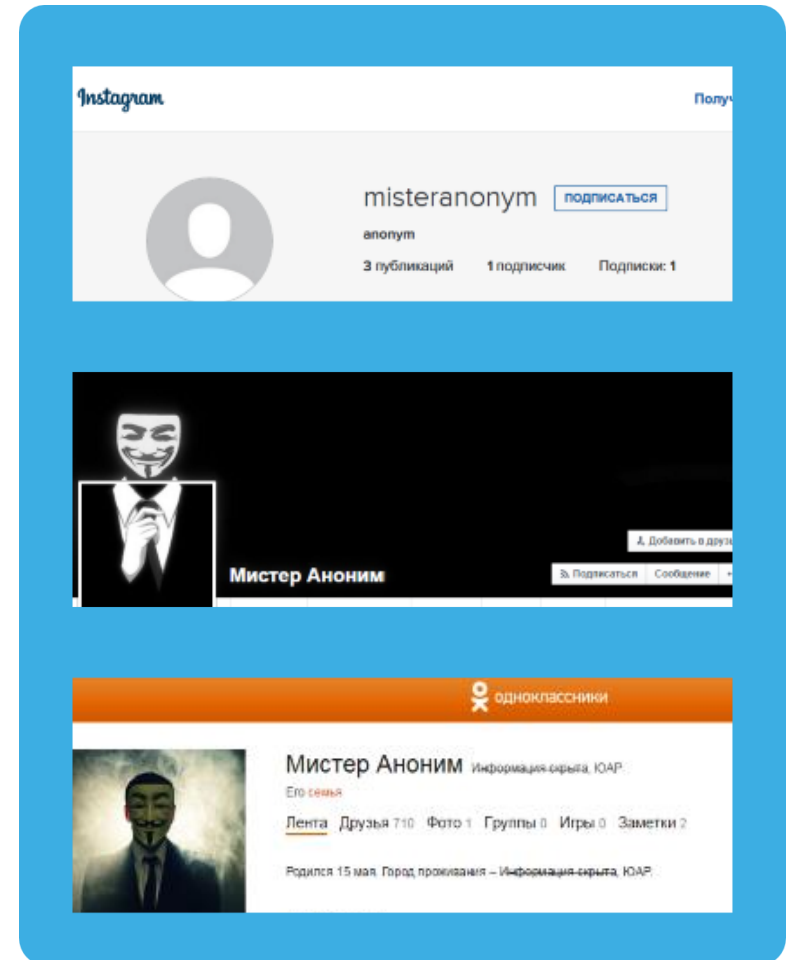 Instagram
Получ
misteranonym ПОДПИСАТЬСЯ
anonym
3 публикаций 1 подписчик Подписки: 1
Добавить в друзь
Мистер Аноним Подписаться Сообщение
одноклассники
Мистер Аноним Информация скрыта, ЮАР
Его семья
Лента Друзья 710 Фото 1 Группы 0 Игры 0 Заметки 2
Родился 15 мая. Город проживания – Информация скрыта, ЮАР.